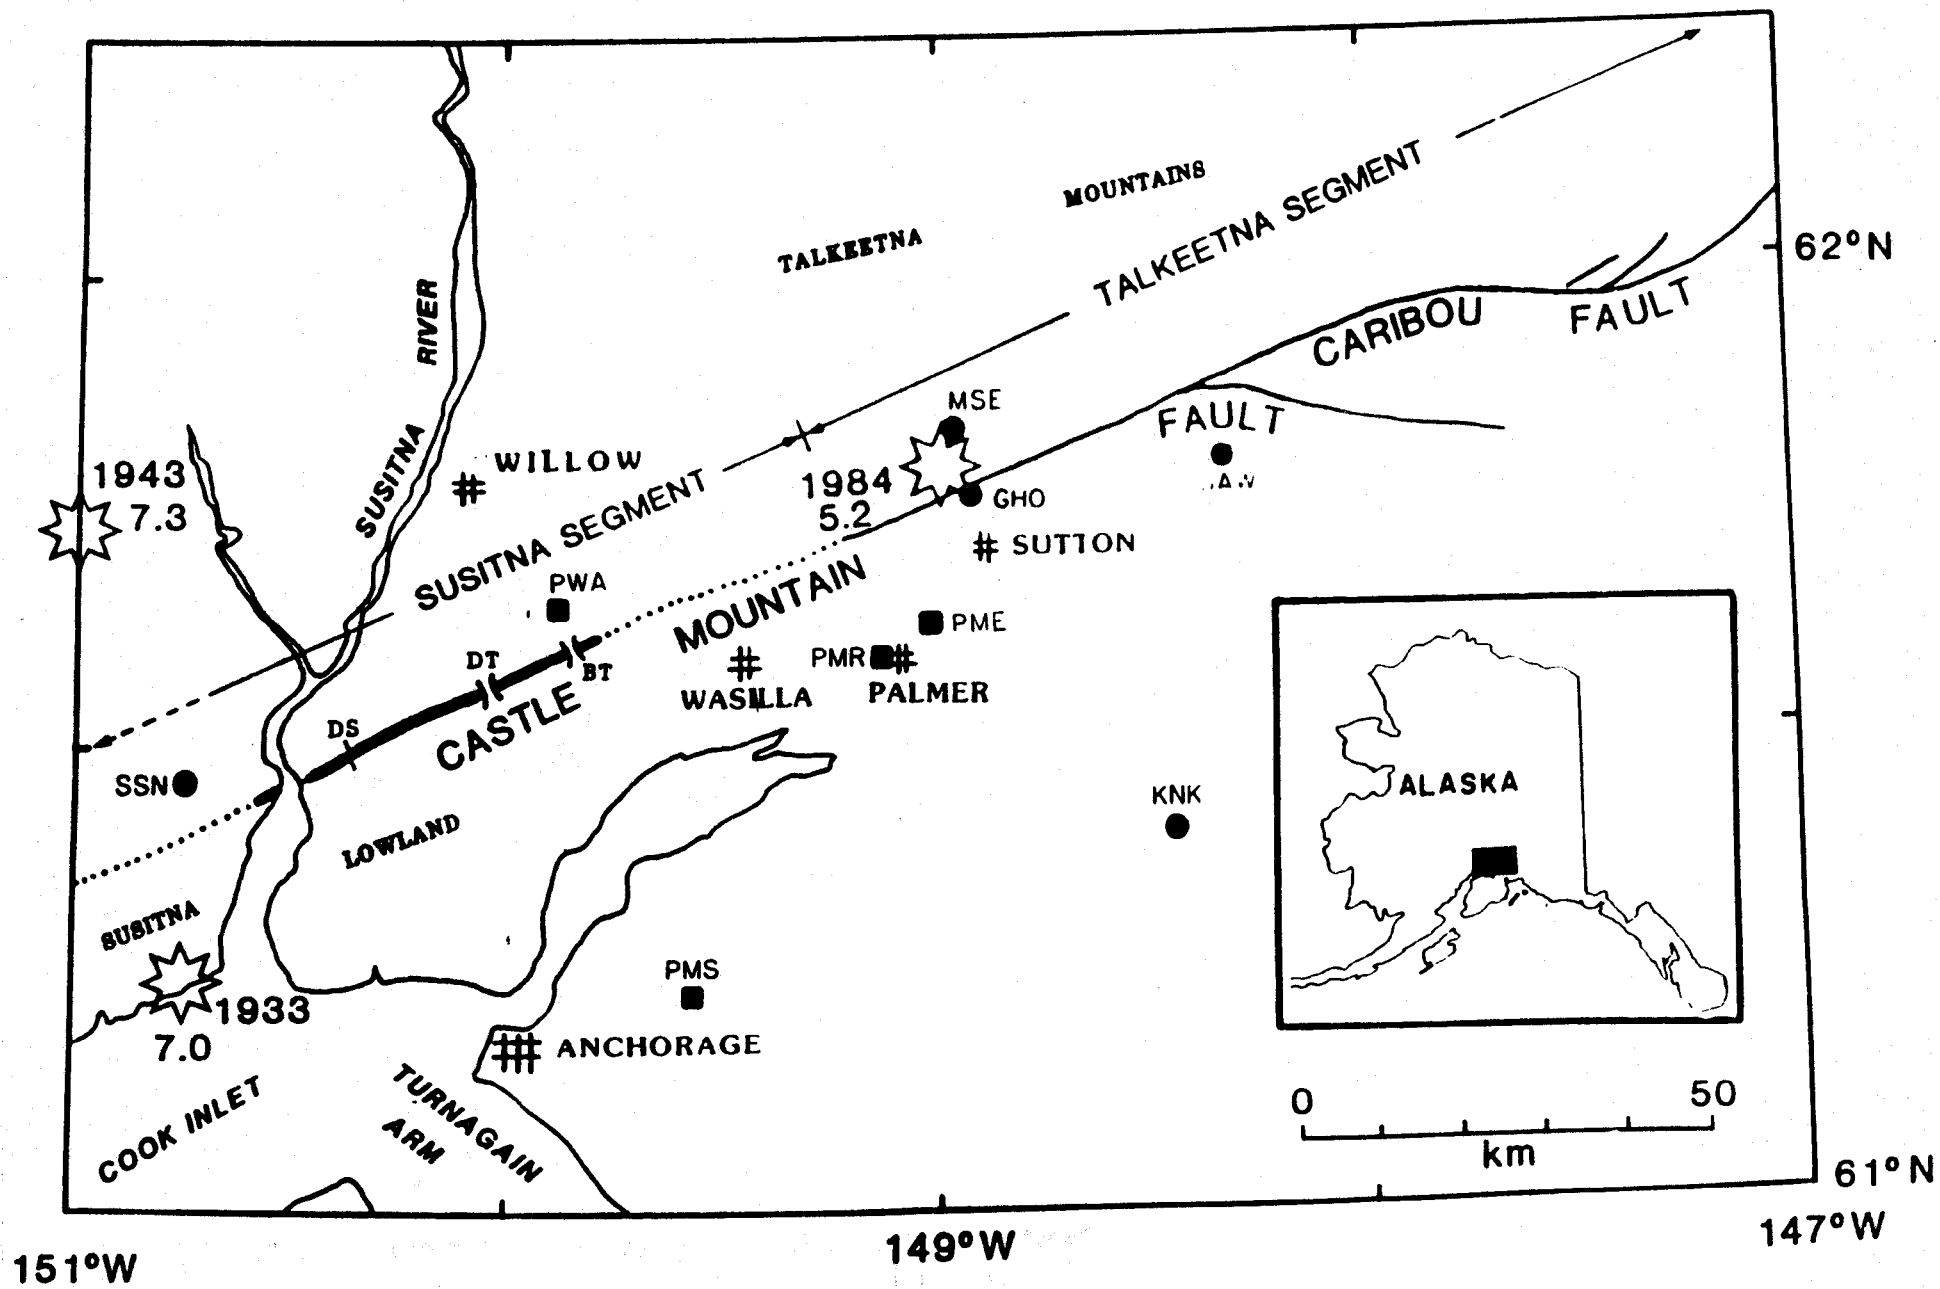 MOUNTAINS
TALKEETNA
TALKEETNA SEGMENT
62°N
RIVER
SUSITNA
CARIBOU
FAULT
MSE
FAULT
WILLOW
1943
7.3
1984
5.2
GHO
SUTTON
SUSITNA SEGMENT
PWA
MOUNTAIN
PME
PMR
PALMER
WASILLA
DT
BT
CASTLE
DS
SSN
KNK
ALASKA
LOWLAND
SUSITNA
1933
7.0
PMS
ANCHORAGE
COOK INLET
TURNAGAIN
ARM
0
50
km
61°N
151°W
149°W
147°W